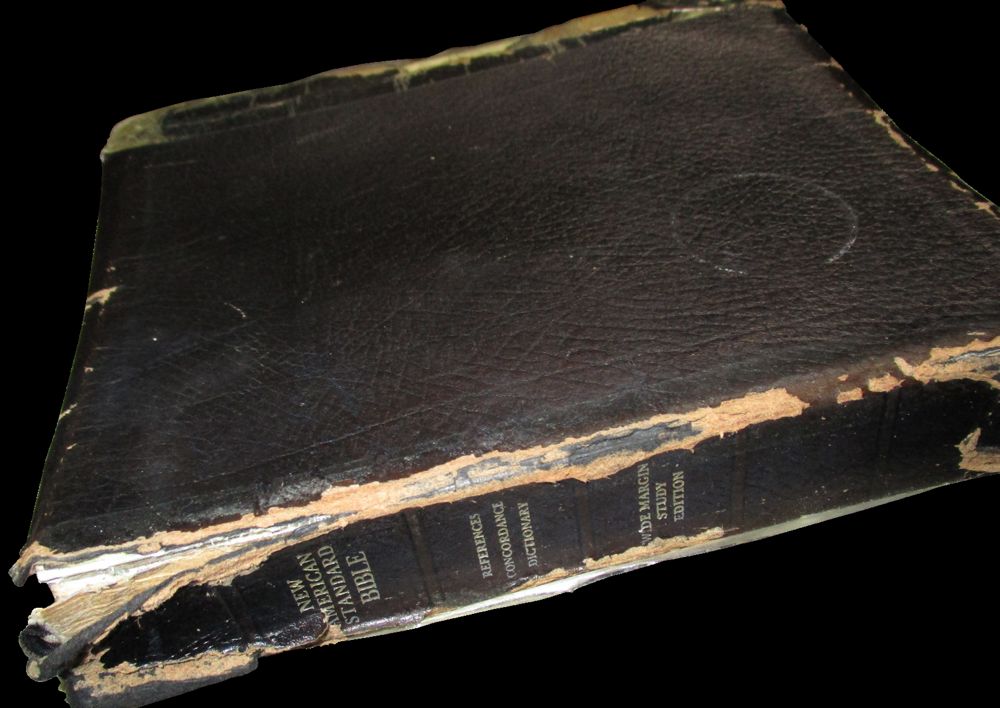 NEW
AMERICAN
STANDARD
BIBLE
REFERENCES
CONCORDANCE
DICTIONARY
WIDE MARGIN
STUDY
EDITION